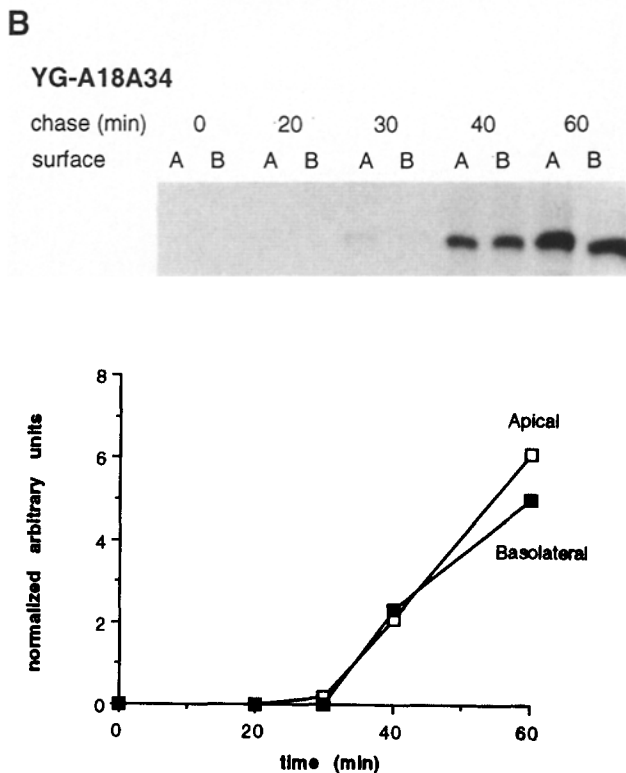 B
YG-A18A34
chase (min) 0 20 30 40 60
surface A B A B A B A B A B
8
6
4
2
0
normalized arbitrary units
Apical
Basolateral
0 20 40 60
time (min)